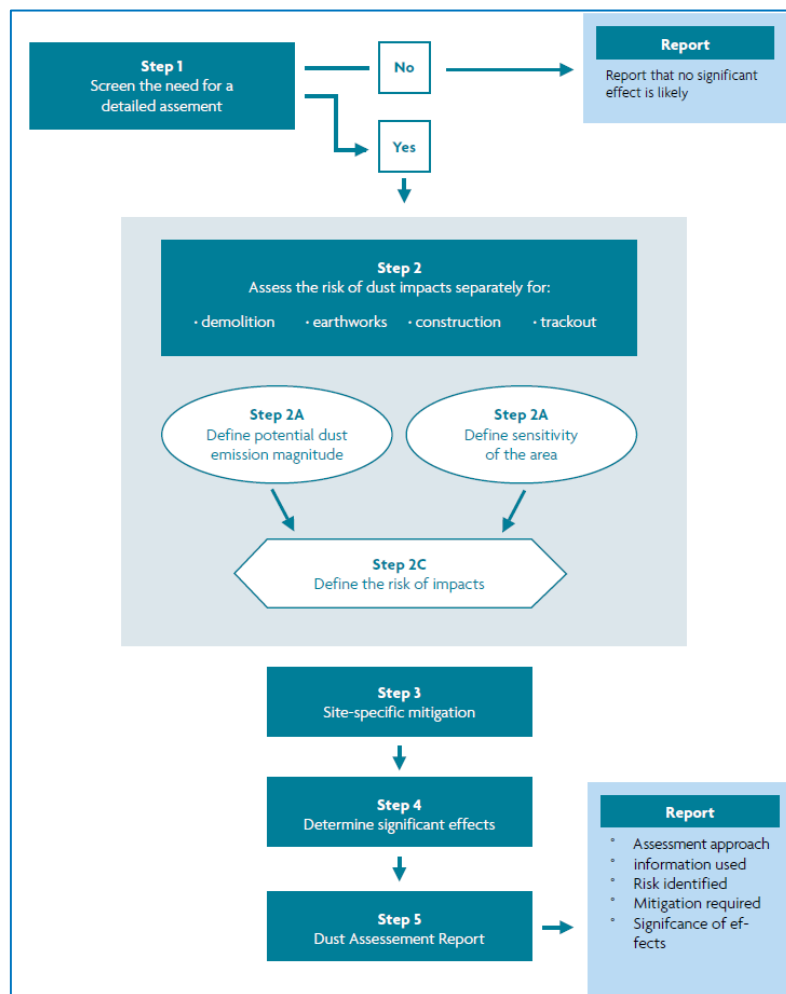 Step 1
Screen the need for a
detailed assement
No
Report
Report that no significant
effect is likely
Yes
Step 2
Assess the risk of dust impacts separately for:
· demolition · earthworks · construction · trackout
Step 2A
Define potential dust
emission magnitude
Step 2A
Define sensitivity
of the area
Step 2C
Define the risk of impacts
Step 3
Site-specific mitigation
Step 4
Determine significant effects
Step 5
Dust Assessement Report
Report
° Assessment approach
° information used
° Risk identified
° Mitigation required
° Signifcance of ef-
fects